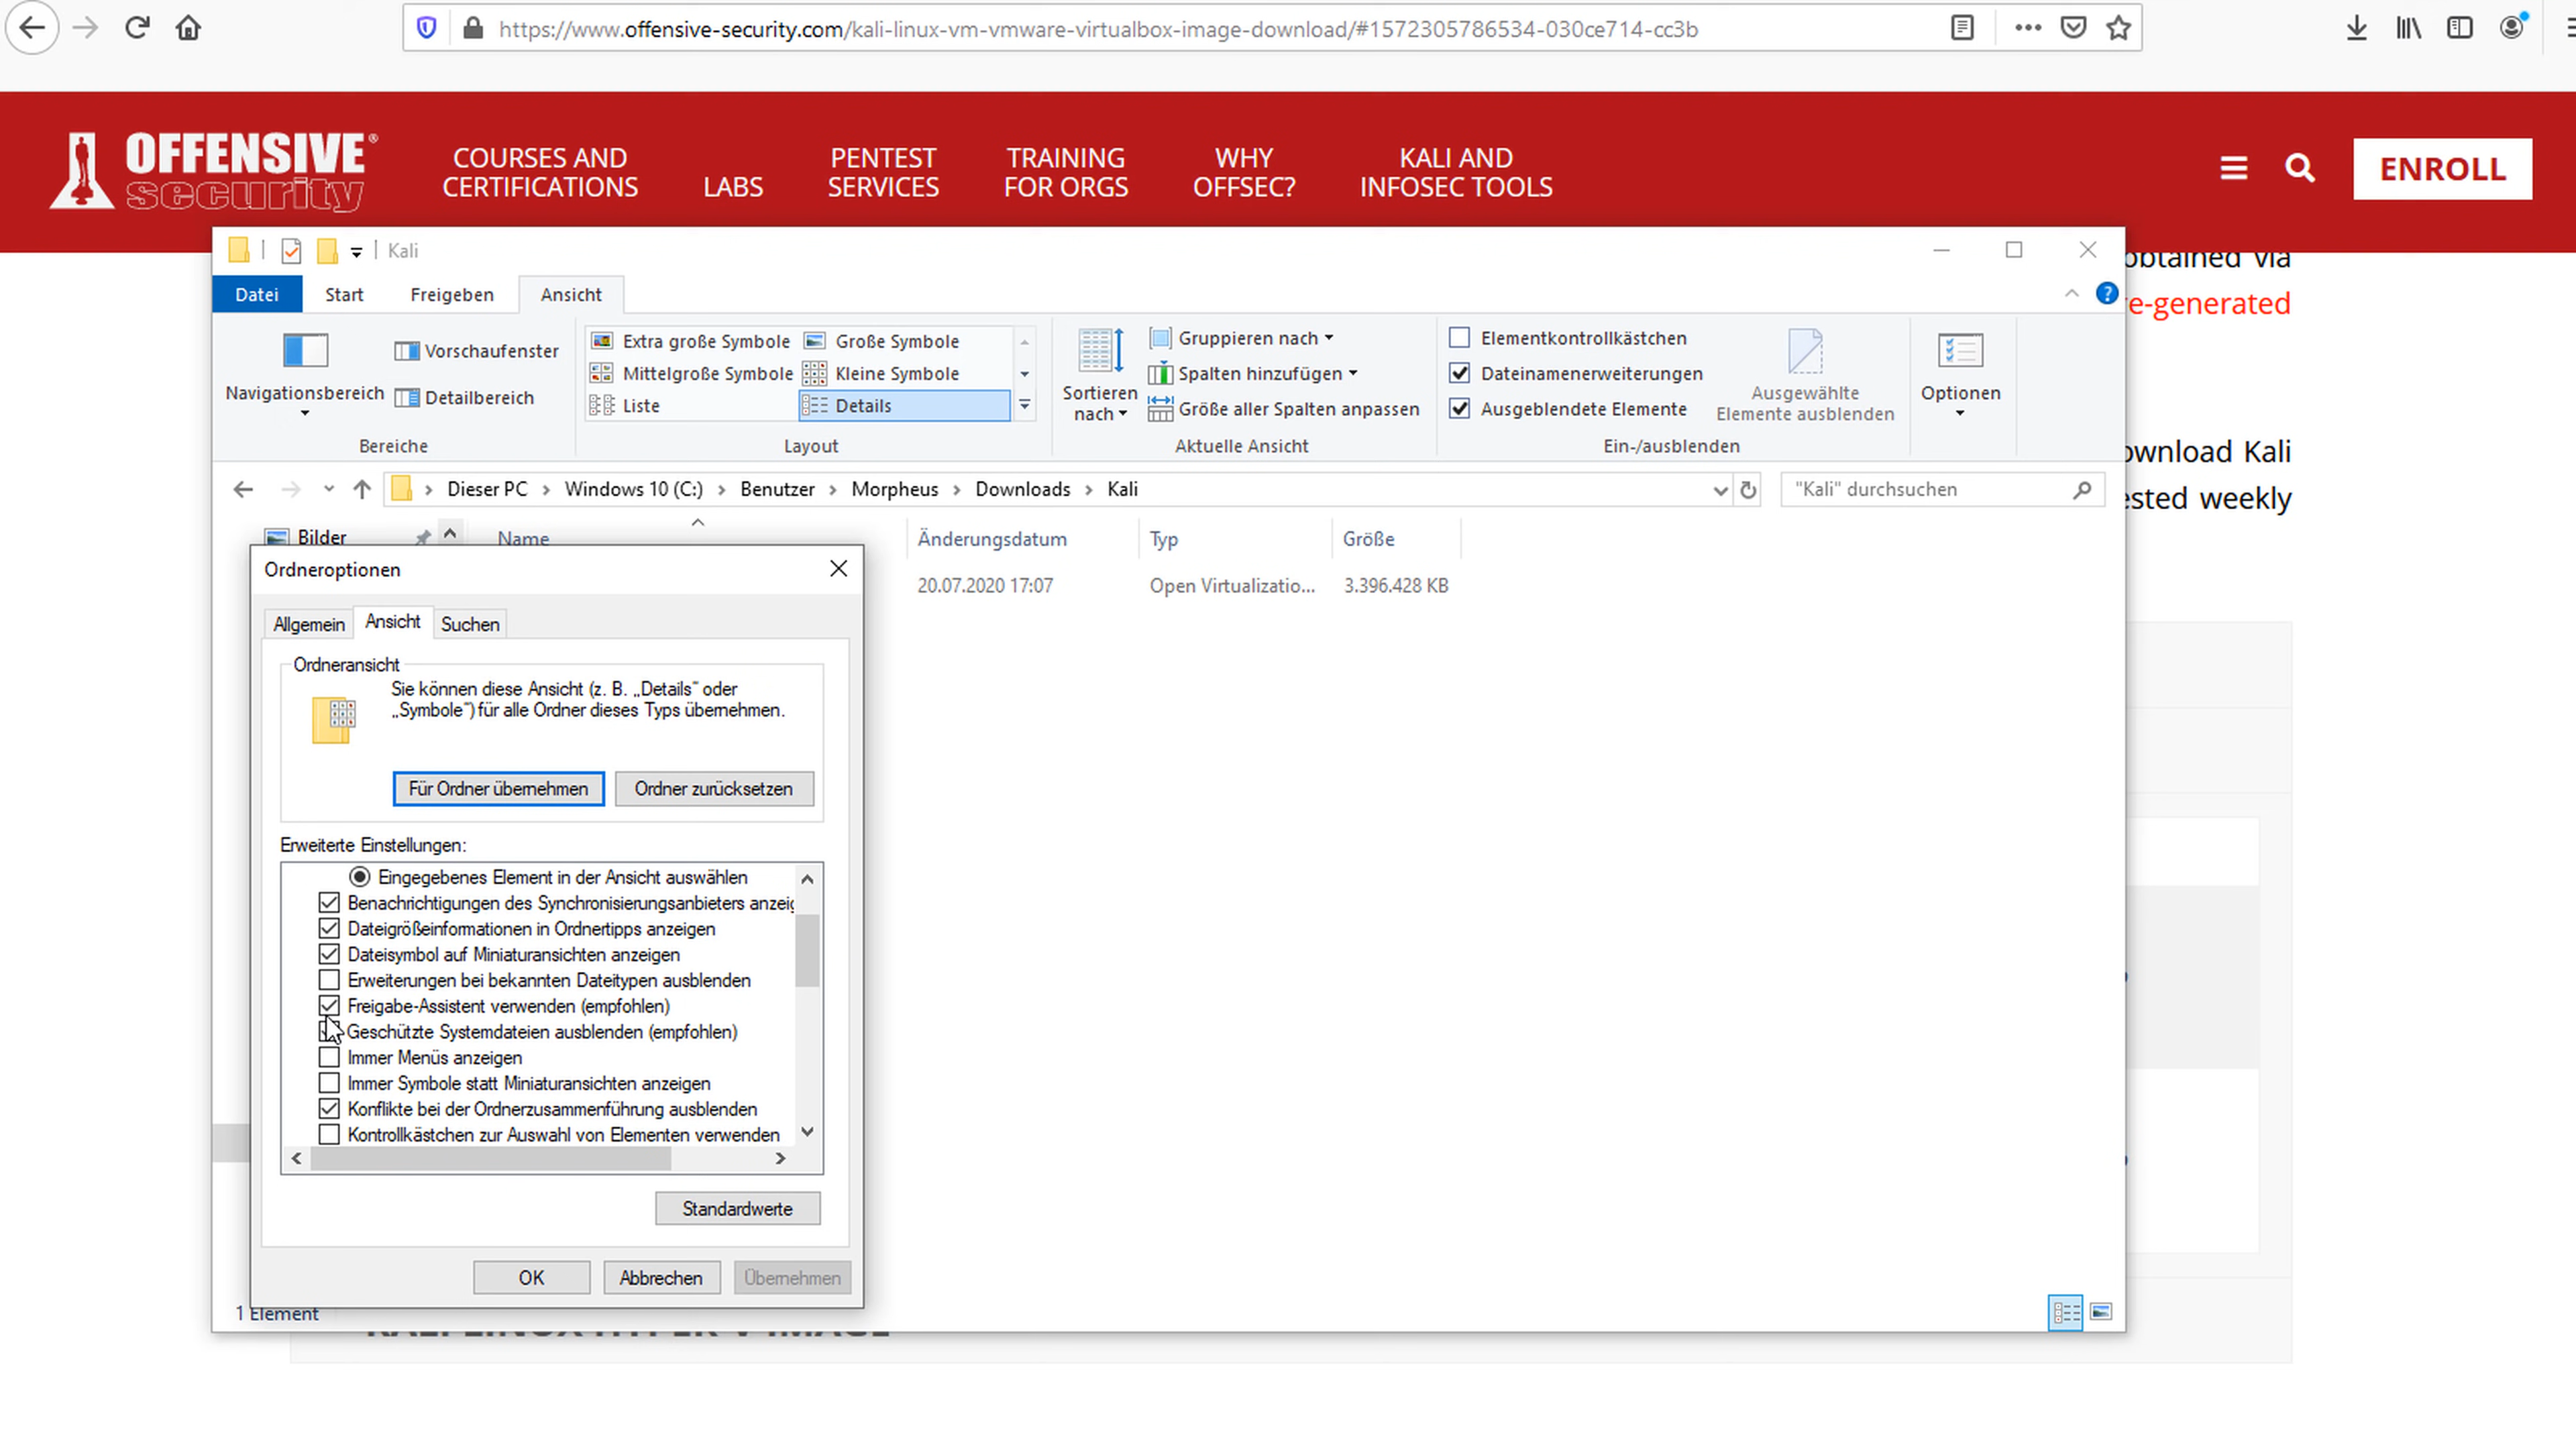 https://www.offensive-security.com/kali-linux-vm-vmware-virtualbox-image-download/#1572305786534-030ce714-cc3b
OFFENSIVE®
security
COURSES AND
CERTIFICATIONS
LABS
PENTEST
SERVICES
TRAINING
FOR ORGS
WHY
OFFSEC?
KALI AND
INFOSEC TOOLS
ENROLL
obtained via
re-generated
ownload Kali
ested weekly
Kali
Datei
Start
Freigeben
Ansicht
Navigationsbereich
Vorschaufenster
Detailbereich
Bereiche
Extra große Symbole
Große Symbole
Mittelgroße Symbole
Kleine Symbole
Liste
Details
Layout
Sortieren
nach
Gruppieren nach
Spalten hinzufügen
Größe aller Spalten anpassen
Aktuelle Ansicht
Elementkontrollkästchen
Dateinamenerweiterungen
Ausgeblendete Elemente
Ausgewählte
Elemente ausblenden
Ein-/ausblenden
Optionen
Dieser PC › Windows 10 (C:) › Benutzer › Morpheus › Downloads › Kali
"Kali" durchsuchen
Bilder
Name
Änderungsdatum
Typ
Größe
20.07.2020 17:07
Open Virtualizatio...
3.396.428 KB
Ordneroptionen
Allgemein
Ansicht
Suchen
Ordneransicht
Sie können diese Ansicht (z. B. „Details" oder
„Symbole") für alle Ordner dieses Typs übernehmen.
Für Ordner übernehmen
Ordner zurücksetzen
Erweiterte Einstellungen:
Eingegebenes Element in der Ansicht auswählen
Benachrichtigungen des Synchronisierungsanbieters anzeig
Dateigrößeinformationen in Ordnertipps anzeigen
Dateisymbol auf Miniaturansichten anzeigen
Erweiterungen bei bekannten Dateitypen ausblenden
Freigabe-Assistent verwenden (empfohlen)
Geschützte Systemdateien ausblenden (empfohlen)
Immer Menüs anzeigen
Immer Symbole statt Miniaturansichten anzeigen
Konflikte bei der Ordnerzusammenführung ausblenden
Kontrollkästchen zur Auswahl von Elementen verwenden
Standardwerte
OK
Abbrechen
Übernehmen
1 Element